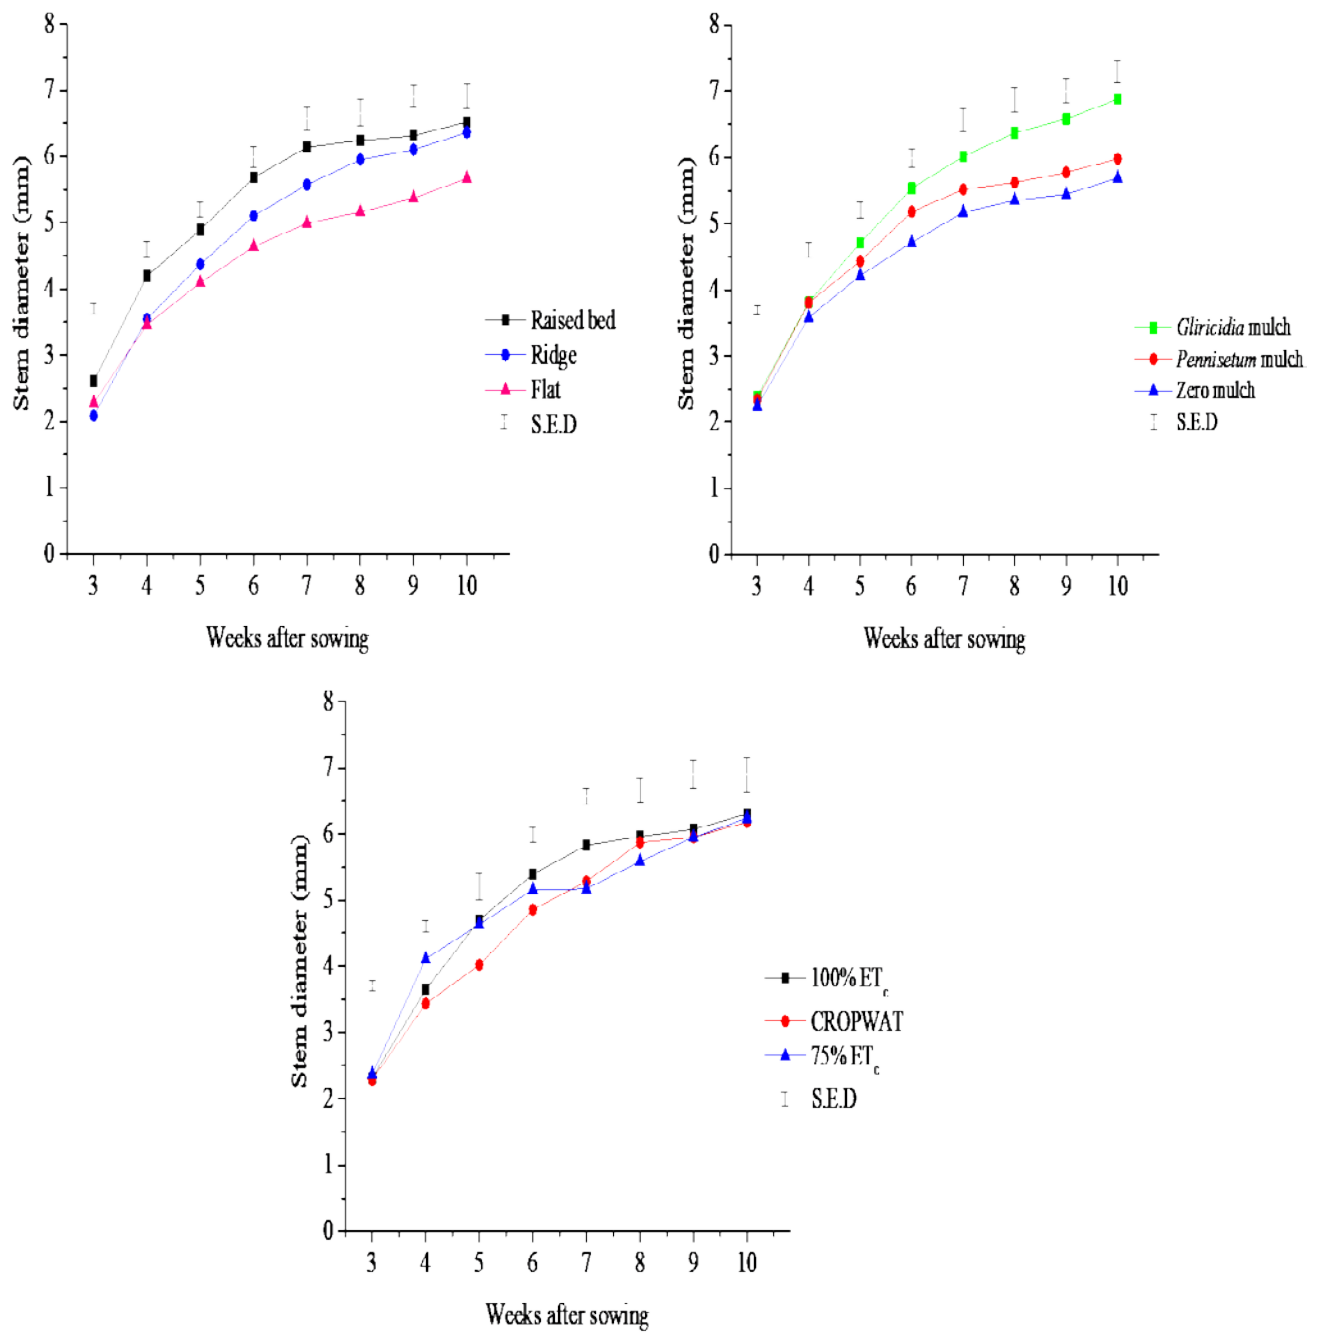 8
7
6
5
4
3
2
1
0
Stem diameter (mm)
Raised bed
Ridge
Flat
S.E.D
3 4 5 6 7 8 9 10
Weeks after sowing
8
7
6
5
4
3
2
1
0
Stem diameter (mm)
Gliricidia mulch
Pennisetum mulch
Zero mulch
S.E.D
3 4 5 6 7 8 9 10
Weeks after sowing
8
7
6
5
4
3
2
1
0
Stem diameter (mm)
100% ETc
CROPWAT
75% ETc
S.E.D
3 4 5 6 7 8 9 10
Weeks after sowing